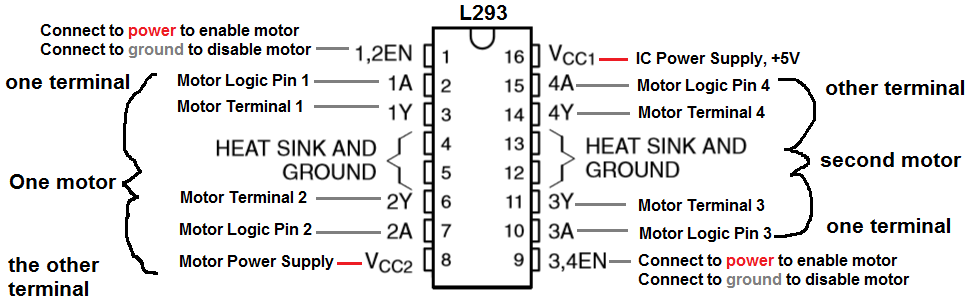 L293
Connect to power to enable motor
Connect to ground to disable motor
1,2EN
1
16
VCC1
IC Power Supply, +5V
one terminal
Motor Logic Pin 1
1A
2
15
4A
Motor Logic Pin 4
other terminal
Motor Terminal 1
1Y
3
14
4Y
Motor Terminal 4
HEAT SINK AND
GROUND
4
13
HEAT SINK AND
GROUND
5
12
second motor
One motor
Motor Terminal 2
2Y
6
11
3Y
Motor Terminal 3
Motor Logic Pin 2
2A
7
10
3A
Motor Logic Pin 3
one terminal
the other
terminal
Motor Power Supply
VCC2
8
9
3,4EN
Connect to power to enable motor
Connect to ground to disable motor